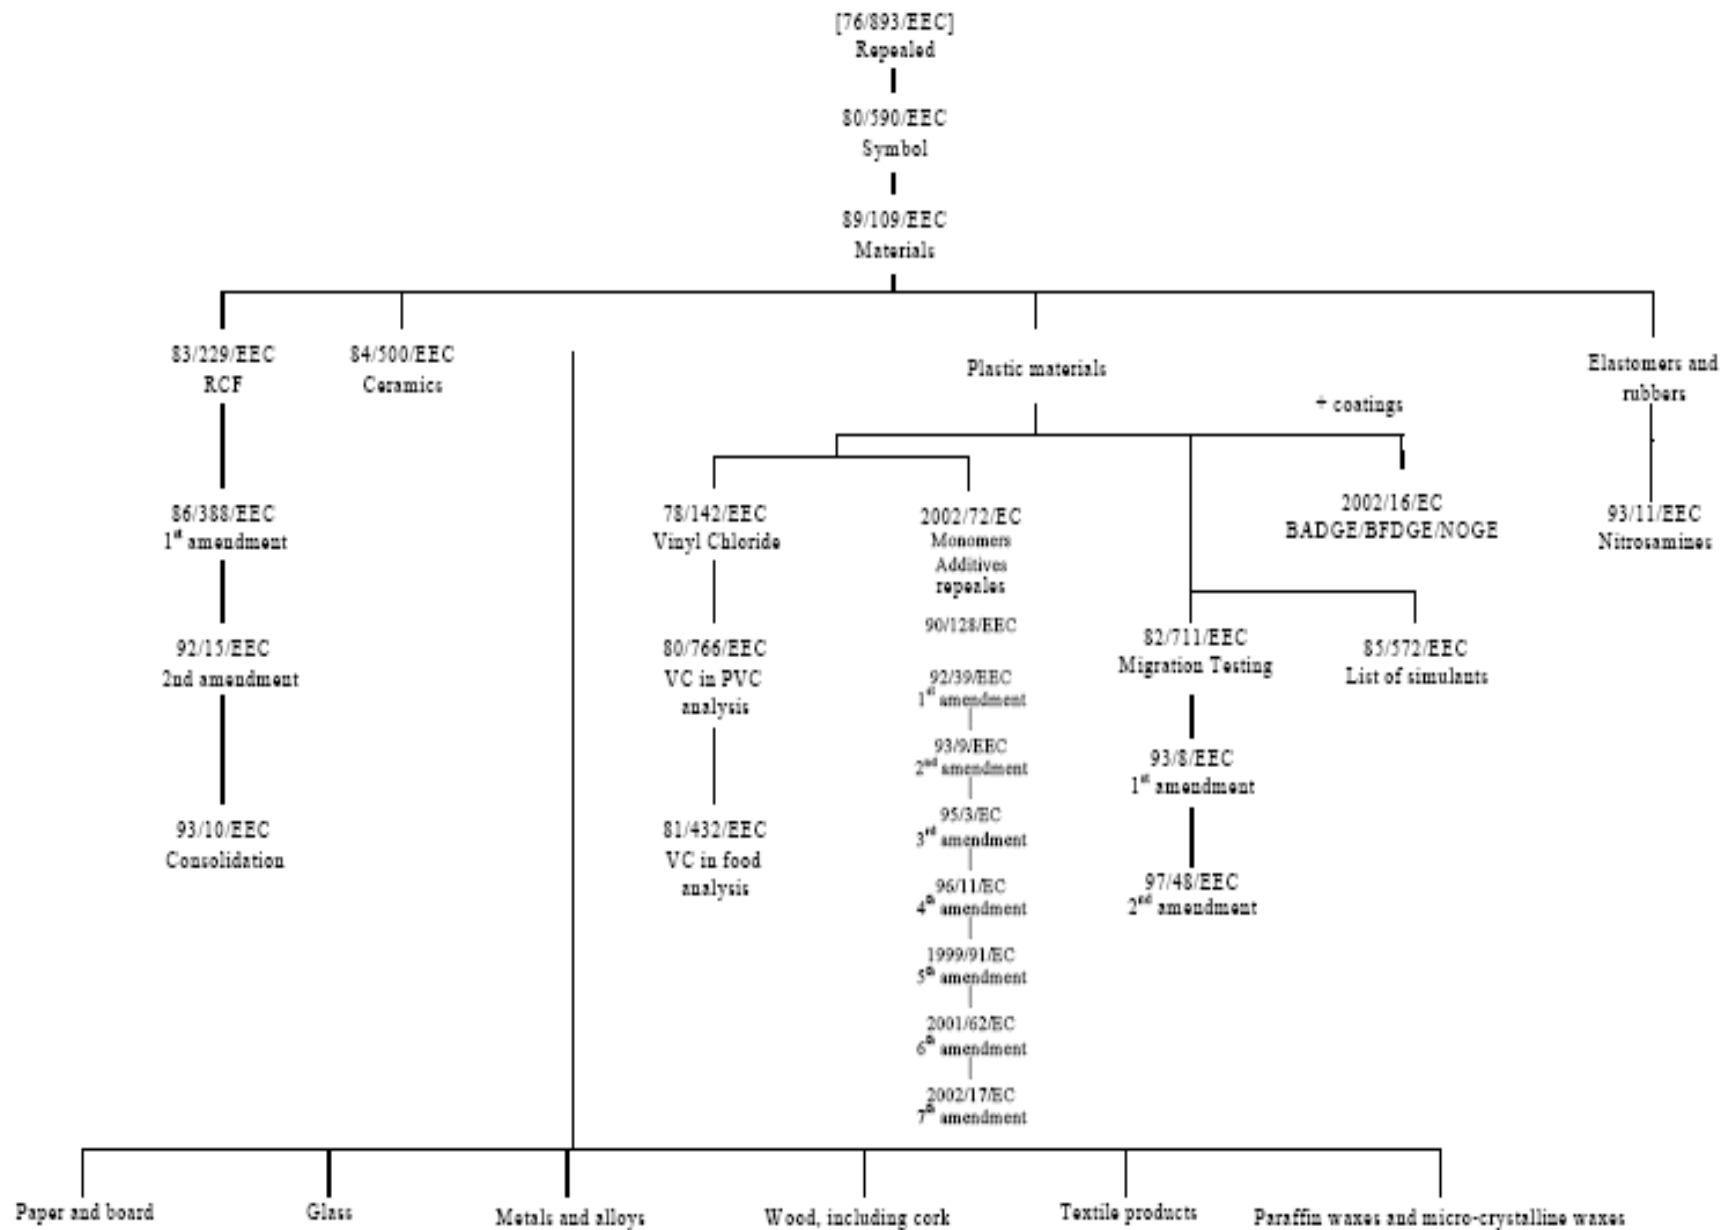 [76/893/EEC]
Repealed
80/590/EEC
Symbol
89/109/EEC
Materials
83/229/EEC
RCF
84/500/EEC
Ceramics
Plastic materials
+ coatings
Elastomers and
rubbers
86/388/EEC
1st amendment
92/15/EEC
2nd amendment
93/10/EEC
Consolidation
78/142/EEC
Vinyl Chloride
80/766/EEC
VC in PVC
analysis
81/432/EEC
VC in food
analysis
2002/72/EC
Monomers
Additives
repeales
90/128/EEC
92/39/EEC
1st amendment
93/9/EEC
2nd amendment
95/3/EC
3rd amendment
96/11/EC
4th amendment
1999/91/EC
5th amendment
2001/62/EC
6th amendment
2002/17/EC
7th amendment
82/711/EEC
Migration Testing
93/8/EEC
1st amendment
97/48/EEC
2nd amendment
2002/16/EC
BADGE/BFDGE/NOGE
85/572/EEC
List of simulants
93/11/EEC
Nitrosamines
Paper and board
Glass
Metals and alloys
Wood, including cork
Textile products
Paraffin waxes and micro-crystalline waxes